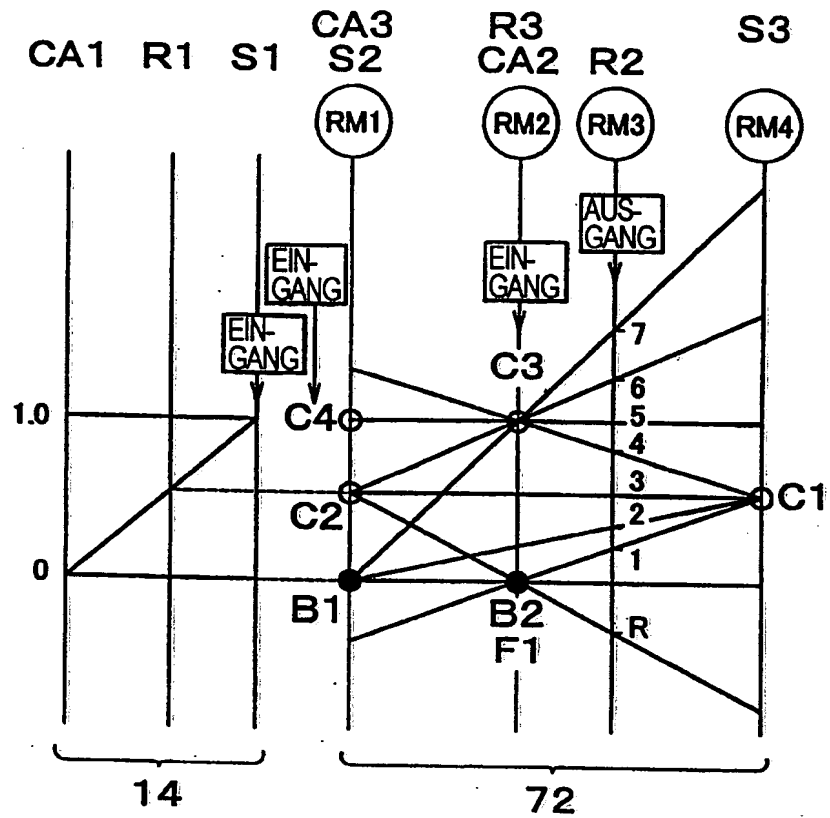 CA3 R3 S3
CA1 R1 S1 S2 CA2 R2
RM1 RM2 RM3 RM4
AUS-
GANG
EIN-
GANG
EIN-
GANG
EIN-
GANG
7
C3
6
1.0 C4 5
4
3 C1
C2 2
0 1
B1 B2 R
F1
14 72